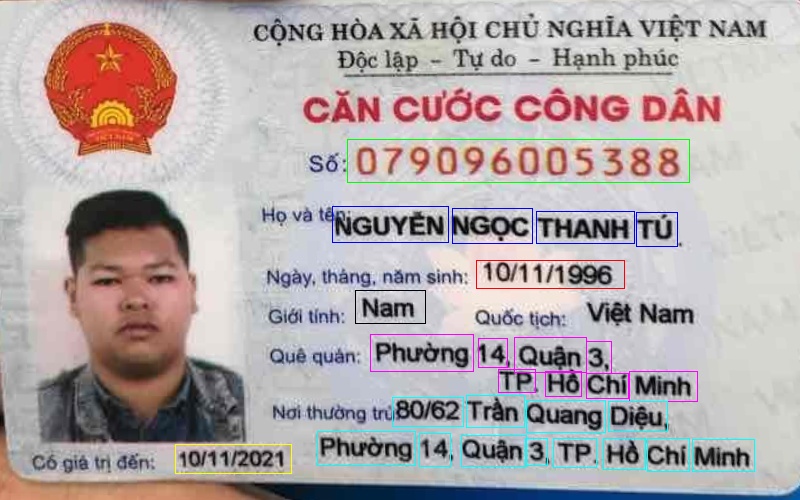 CỘNG HÒA XÃ HỘI CHỦ NGHĨA VIỆT NAM
Độc lập - Tự do - Hạnh phúc
CĂN CƯỚC CÔNG DÂN
Số: 079096005388
Họ và tên: NGUYỄN NGỌC THANH TÚ
Ngày, tháng, năm sinh: 10/11/1996
Giới tính: Nam Quốc tịch: Việt Nam
Quê quán: Phường 14, Quận 3,
TP. Hồ Chí Minh
Nơi thường trú: 80/62 Trần Quang Diệu,
Phường 14, Quận 3, TP. Hồ Chí Minh
Có giá trị đến: 10/11/2021